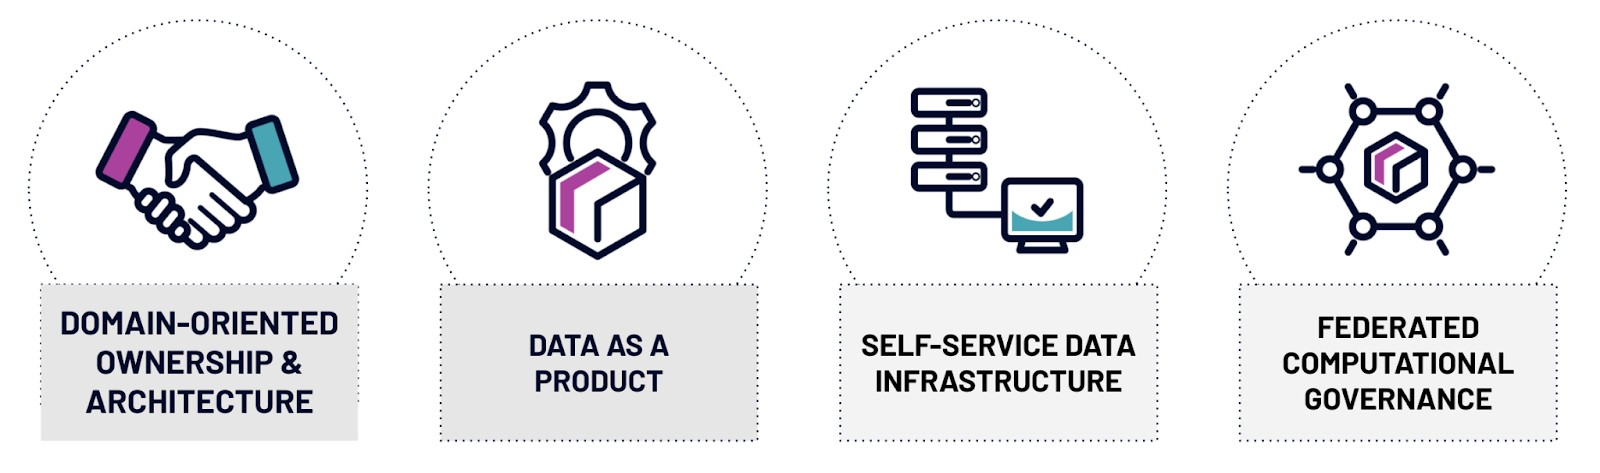 DOMAIN-ORIENTED
OWNERSHIP &
ARCHITECTURE
DATA AS A
PRODUCT
SELF-SERVICE DATA
INFRASTRUCTURE
FEDERATED
COMPUTATIONAL
GOVERNANCE